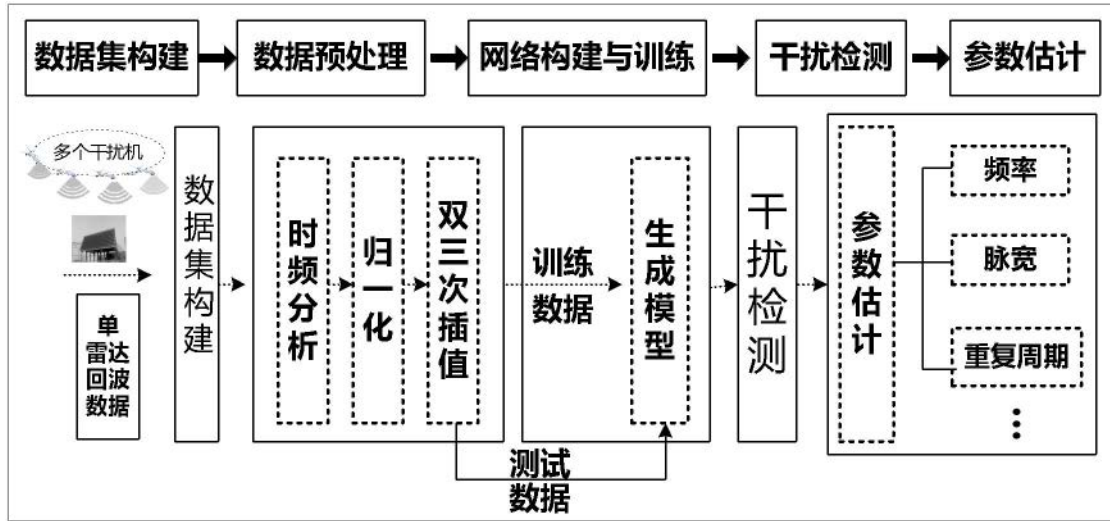 数据集构建
数据预处理
网络构建与训练
干扰检测
参数估计
多个干扰机
单
雷达
回波
数据
数据集构建
时频分析
归一化
双三次插值
训练
数据
生成模型
测试
数据
干扰检测
参数估计
频率
脉宽
重复周期
⋮